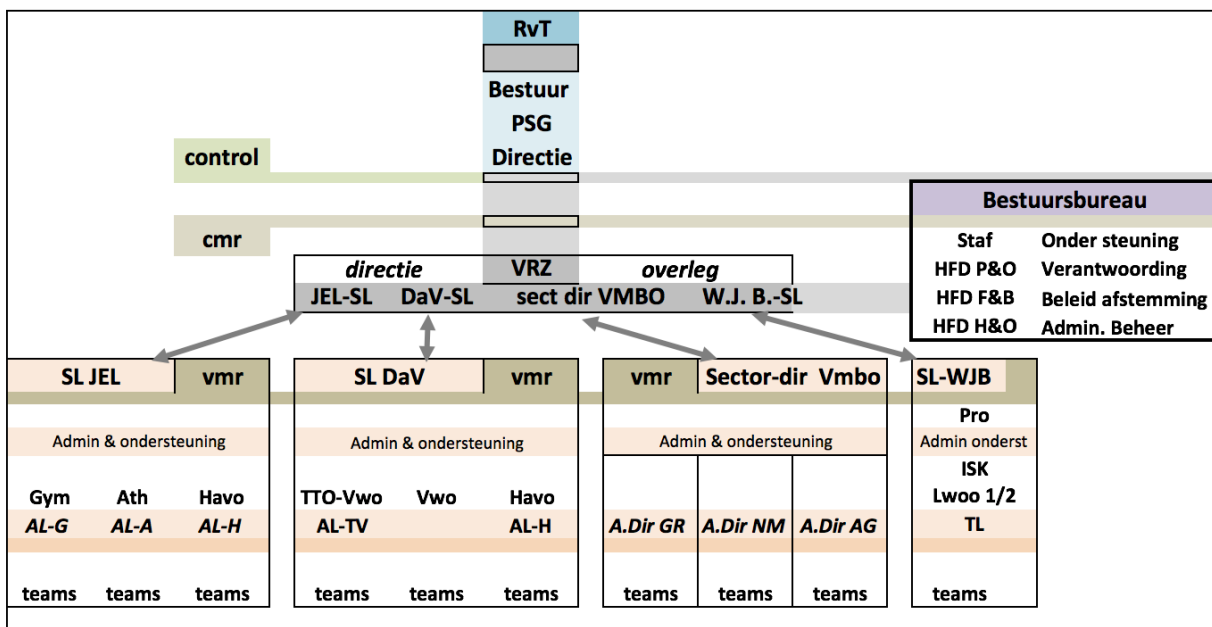 RvT
Bestuur
PSG
Directie
control
cmr
Bestuursbureau
Staf Onder steuning
HFD P&O Verantwoording
HFD F&B Beleid afstemming
HFD H&O Admin. Beheer
directie VRZ overleg
JEL-SL DaV-SL sect dir VMBO W.J. B.-SL
SL JEL vmr SL DaV vmr vmr Sector-dir Vmbo SL-WJB
Pro
Admin & ondersteuning Admin & ondersteuning Admin & ondersteuning Admin onderst
ISK
Gym Ath Havo TTO-Vwo Vwo Havo Lwoo 1/2
AL-G AL-A AL-H AL-TV AL-H A.Dir GR A.Dir NM A.Dir AG TL
teams teams teams teams teams teams teams teams teams teams